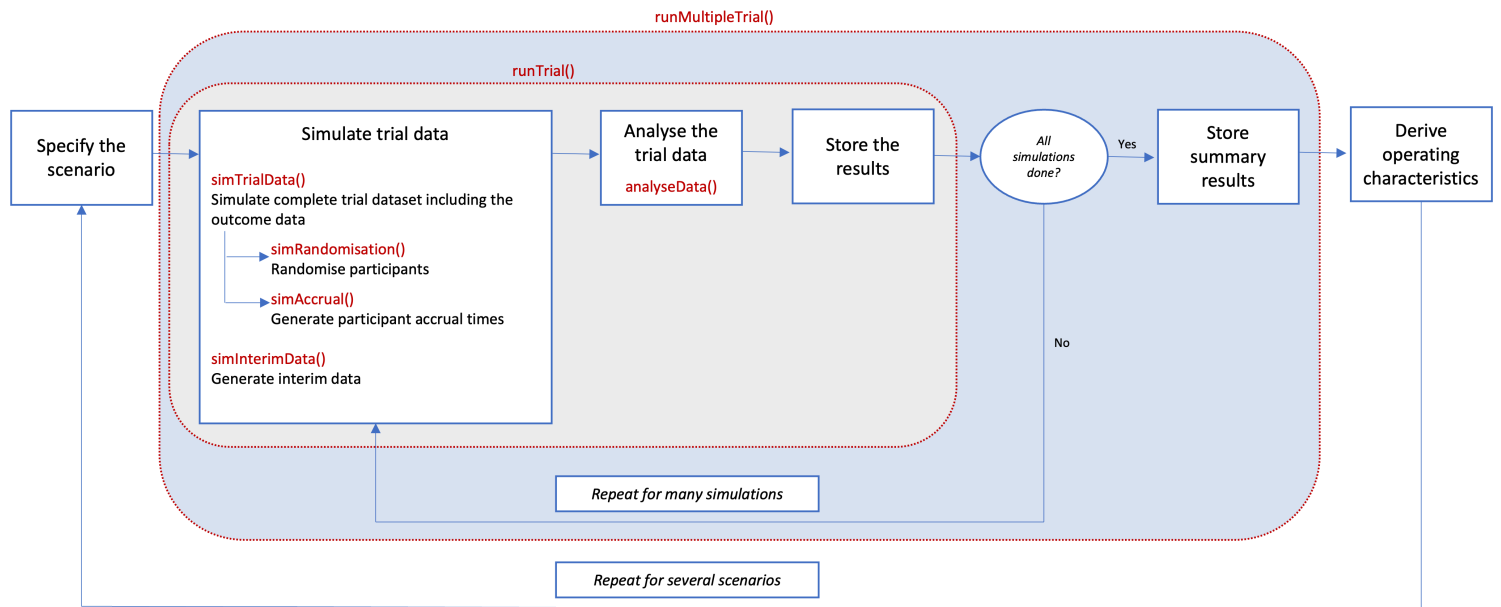 runMultipleTrial()
runTrial()
Specify the
scenario
Simulate trial data
simTrialData()
Simulate complete trial dataset including the
outcome data
simRandomisation()
Randomise participants
simAccrual()
Generate participant accrual times
simInterimData()
Generate interim data
Analyse the
trial data
analyseData()
Store the
results
All
simulations
done?
Yes
No
Store
summary
results
Derive
operating
characteristics
Repeat for many simulations
Repeat for several scenarios